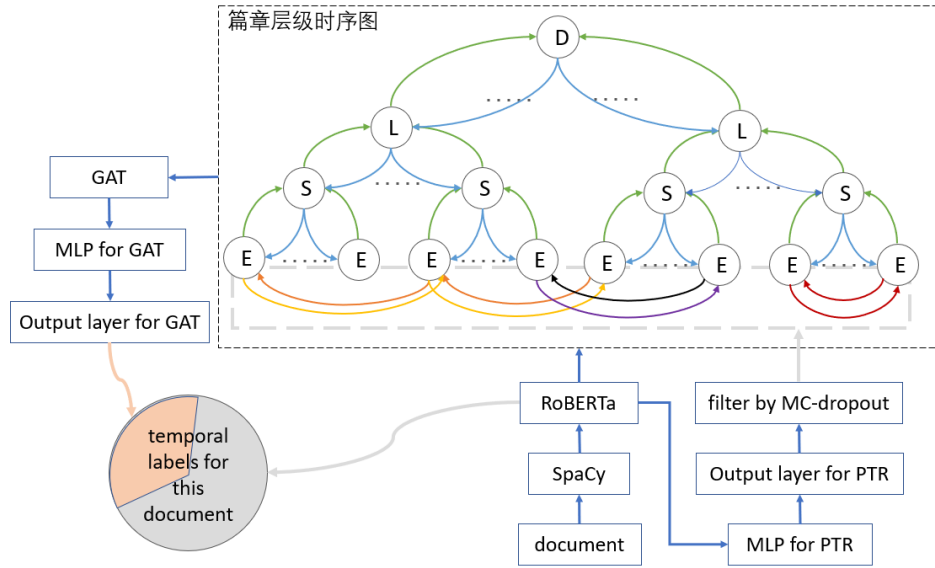 篇章层级时序图
D
L
L
S
S
S
S
E
E
E
E
E
E
E
E
.....
.....
.....
.....
......
......
......
......
GAT
MLP for GAT
Output layer for GAT
temporal
labels for
this
document
RoBERTa
SpaCy
document
filter by MC-dropout
Output layer for PTR
MLP for PTR